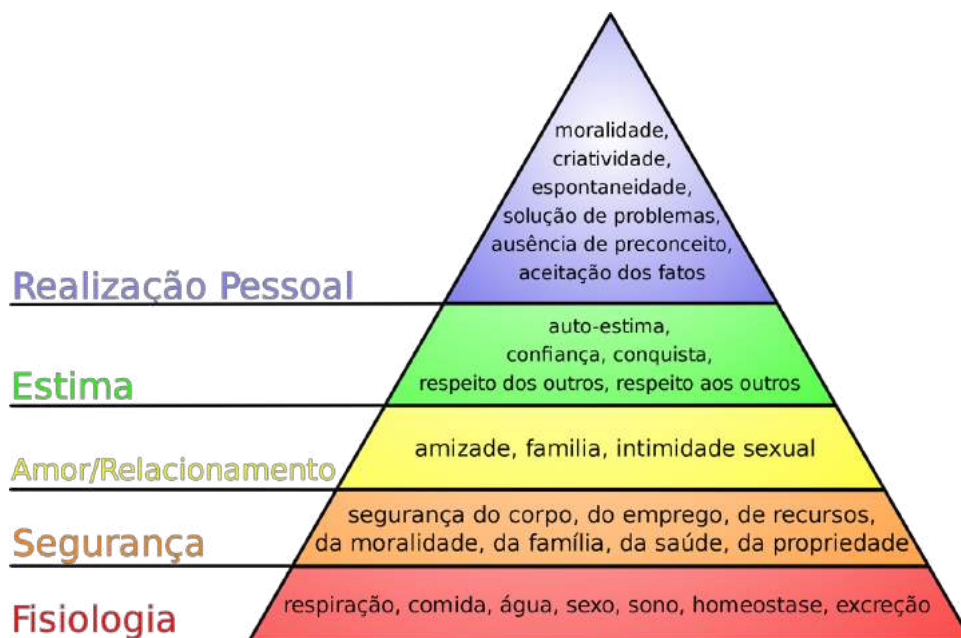 moralidade,
criatividade,
espontaneidade,
solução de problemas,
ausência de preconceito,
aceitação dos fatos
Realização Pessoal
auto-estima,
confiança, conquista,
respeito dos outros, respeito aos outros
Estima
amizade, familia, intimidade sexual
Amor/Relacionamento
segurança do corpo, do emprego, de recursos,
da moralidade, da família, da saúde, da propriedade
Segurança
respiração, comida, água, sexo, sono, homeostase, excreção
Fisiologia